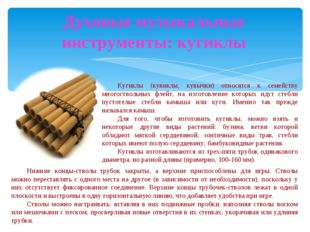 Духовые музыкальные
инструменты: кугиклы
Кугиклы (кувиклы, кувички) относятся к семейству
многоствольных флейт, на изготовление которых идут стебли
пустотелые стебли камыша или куги. Именно так прежде
назывался камыш.
Для того, чтобы изготовить кугиклы, можно взять и
некоторые другие виды растений: бузина, ветви которой
обладают мягкой сердцевиной; зонтичные виды трав, стебли
которых имеют полую середину; бамбуковидные растения.
Кугиклы изготавливаются из трех-пяти трубок одинакового
диаметра, но разной длины (примерно, 100-160 мм).
Нижние концы-стволы трубок закрыты, а верхние приспособлены для игры. Стволы
можно переставлять с одного места на другое (в зависимости от необходимости), поскольку у
них отсутствует фиксированное соединение. Верхние концы трубочек-стволов лежат в одной
плоскости и выстроены в одну горизонтальную линию, что добавляет удобства при игре.
Стволы можно настраивать: вставляя в них подвижные пробки; наполняя стволы воском
или мешочками с песком; просверливая новые отверстия в их стенках; укорачивая или удлиняя
трубки.